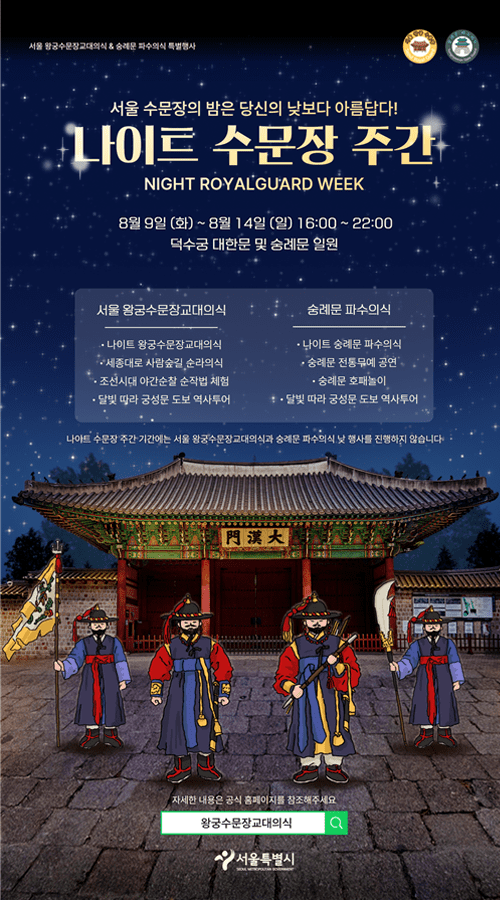 서울 왕궁수문장교대의식 & 숭례문 파수의식 특별행사
서울 수문장의 밤은 당신의 낮보다 아름답다!
나이트 수문장 주간
NIGHT ROYALGUARD WEEK
8월 9일 (화) ~ 8월 14일 (일) 16:00 ~ 22:00
덕수궁 대한문 및 숭례문 일원
서울 왕궁수문장교대의식
· 나이트 왕궁수문장교대의식
· 세종대로 사람숲길 순라의식
· 조선시대 야간순찰 순작법 체험
· 달빛 따라 궁성문 도보 역사투어
숭례문 파수의식
· 나이트 숭례문 파수의식
· 숭례문 전통무예 공연
· 숭례문 호패놀이
· 달빛 따라 궁성문 도보 역사투어
나이트 수문장 주간 기간에는 서울 왕궁수문장교대의식과 숭례문 파수의식 낮 행사를 진행하지 않습니다
門漢大
자세한 내용은 공식 홈페이지를 참조해주세요
왕궁수문장교대의식
서울특별시
SEOUL METROPOLITAN GOVERNMENT